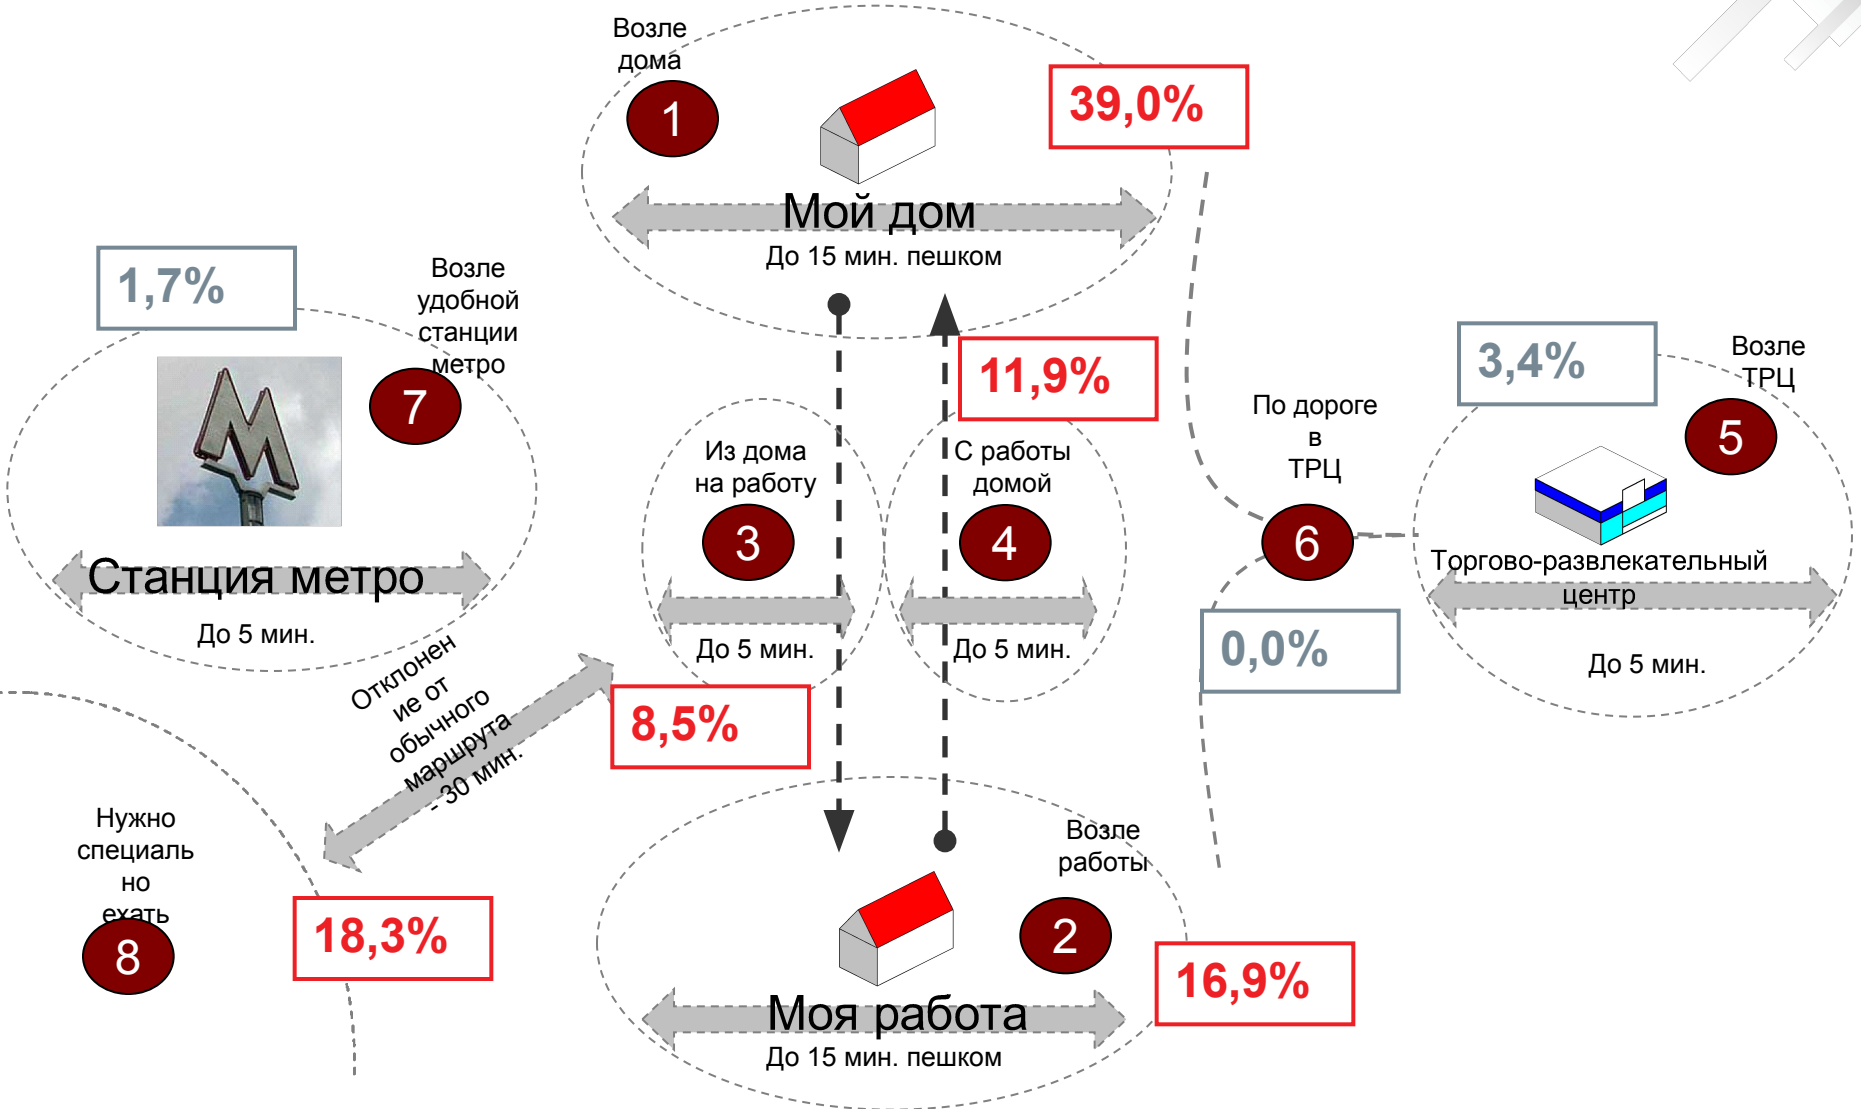 Возле
дома
1
39,0%
Мой дом
До 15 мин. пешком
1,7%
Возле
удобной
станции
метро
7
М
Станция метро
До 5 мин.
11,9%
Из дома
на работу
3
До 5 мин.
С работы
домой
4
До 5 мин.
По дороге
в
ТРЦ
6
0,0%
3,4%
Возле
ТРЦ
5
Торгово-развлекательный
центр
До 5 мин.
Отклонен
ие от
обычного
маршрута
- 30 мин.
8,5%
Нужно
специаль
но
ехать
8
18,3%
Возле
работы
2
16,9%
Моя работа
До 15 мин. пешком